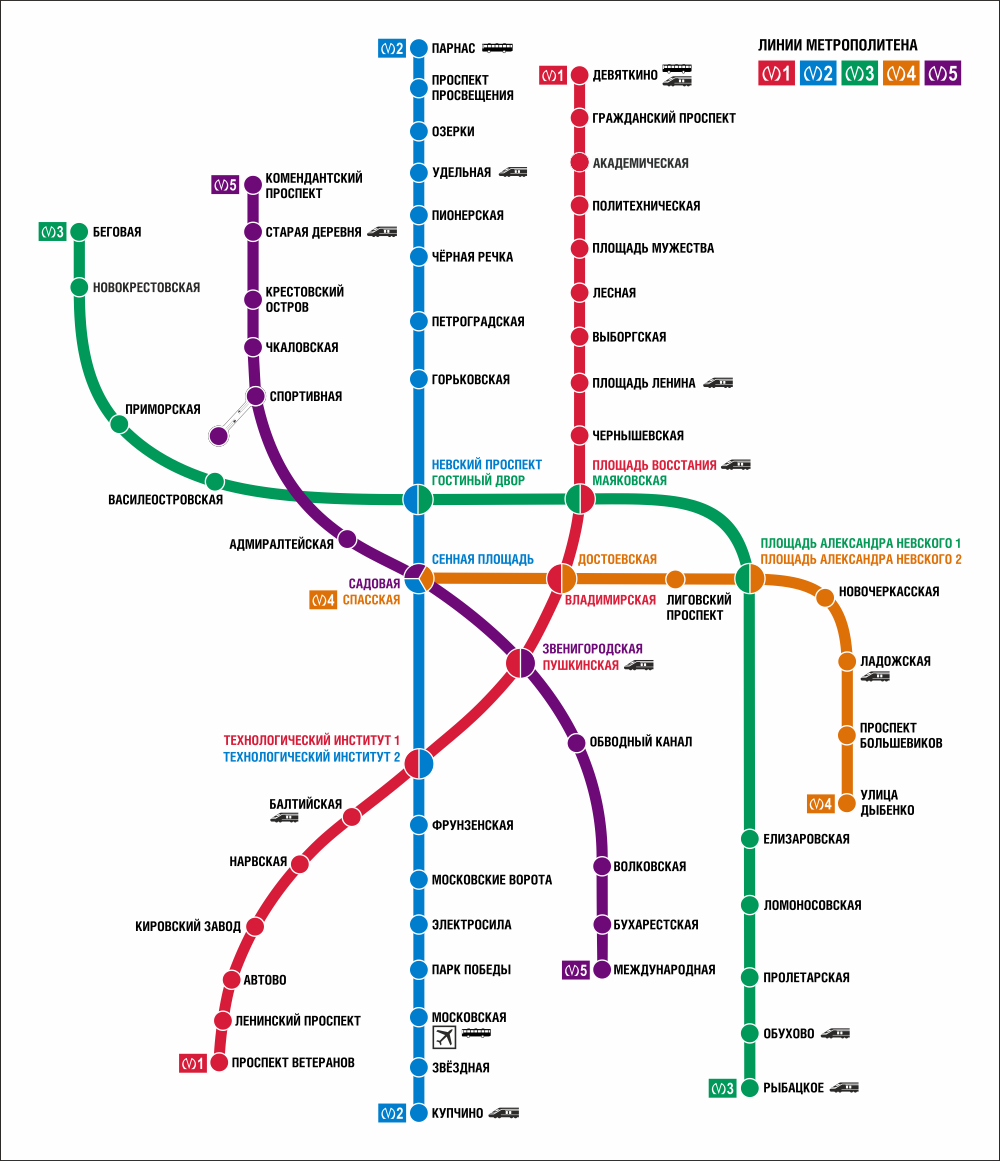 ЛИНИИ МЕТРОПОЛИТЕНА
1 2 3 4 5
2 ПАРНАС
ПРОСПЕКТ
ПРОСВЕЩЕНИЯ
ОЗЕРКИ
УДЕЛЬНАЯ
ПИОНЕРСКАЯ
ЧЁРНАЯ РЕЧКА
ПЕТРОГРАДСКАЯ
ГОРЬКОВСКАЯ
НЕВСКИЙ ПРОСПЕКТ
ГОСТИНЫЙ ДВОР
СЕННАЯ ПЛОЩАДЬ
1 ДЕВЯТКИНО
ГРАЖДАНСКИЙ ПРОСПЕКТ
АКАДЕМИЧЕСКАЯ
ПОЛИТЕХНИЧЕСКАЯ
ПЛОЩАДЬ МУЖЕСТВА
ЛЕСНАЯ
ВЫБОРГСКАЯ
ПЛОЩАДЬ ЛЕНИНА
ЧЕРНЫШЕВСКАЯ
ПЛОЩАДЬ ВОССТАНИЯ
МАЯКОВСКАЯ
5 КОМЕНДАНТСКИЙ
ПРОСПЕКТ
СТАРАЯ ДЕРЕВНЯ
КРЕСТОВСКИЙ
ОСТРОВ
ЧКАЛОВСКАЯ
СПОРТИВНАЯ
3 БЕГОВАЯ
НОВОКРЕСТОВСКАЯ
ПРИМОРСКАЯ
ВАСИЛЕОСТРОВСКАЯ
АДМИРАЛТЕЙСКАЯ
САДОВАЯ
4 СПАССКАЯ
ДОСТОЕВСКАЯ
ВЛАДИМИРСКАЯ
ЛИГОВСКИЙ
ПРОСПЕКТ
ПЛОЩАДЬ АЛЕКСАНДРА НЕВСКОГО 1
ПЛОЩАДЬ АЛЕКСАНДРА НЕВСКОГО 2
НОВОЧЕРКАССКАЯ
ЛАДОЖСКАЯ
ПРОСПЕКТ
БОЛЬШЕВИКОВ
4 УЛИЦА
ДЫБЕНКО
ЗВЕНИГОРОДСКАЯ
ПУШКИНСКАЯ
ОБВОДНЫЙ КАНАЛ
ВОЛКОВСКАЯ
БУХАРЕСТСКАЯ
5 МЕЖДУНАРОДНАЯ
ТЕХНОЛОГИЧЕСКИЙ ИНСТИТУТ 1
ТЕХНОЛОГИЧЕСКИЙ ИНСТИТУТ 2
БАЛТИЙСКАЯ
НАРВСКАЯ
КИРОВСКИЙ ЗАВОД
АВТОВО
ЛЕНИНСКИЙ ПРОСПЕКТ
1 ПРОСПЕКТ ВЕТЕРАНОВ
ФРУНЗЕНСКАЯ
МОСКОВСКИЕ ВОРОТА
ЭЛЕКТРОСИЛА
ПАРК ПОБЕДЫ
МОСКОВСКАЯ
ЗВЁЗДНАЯ
2 КУПЧИНО
ЕЛИЗАРОВСКАЯ
ЛОМОНОСОВСКАЯ
ПРОЛЕТАРСКАЯ
ОБУХОВО
3 РЫБАЦКОЕ